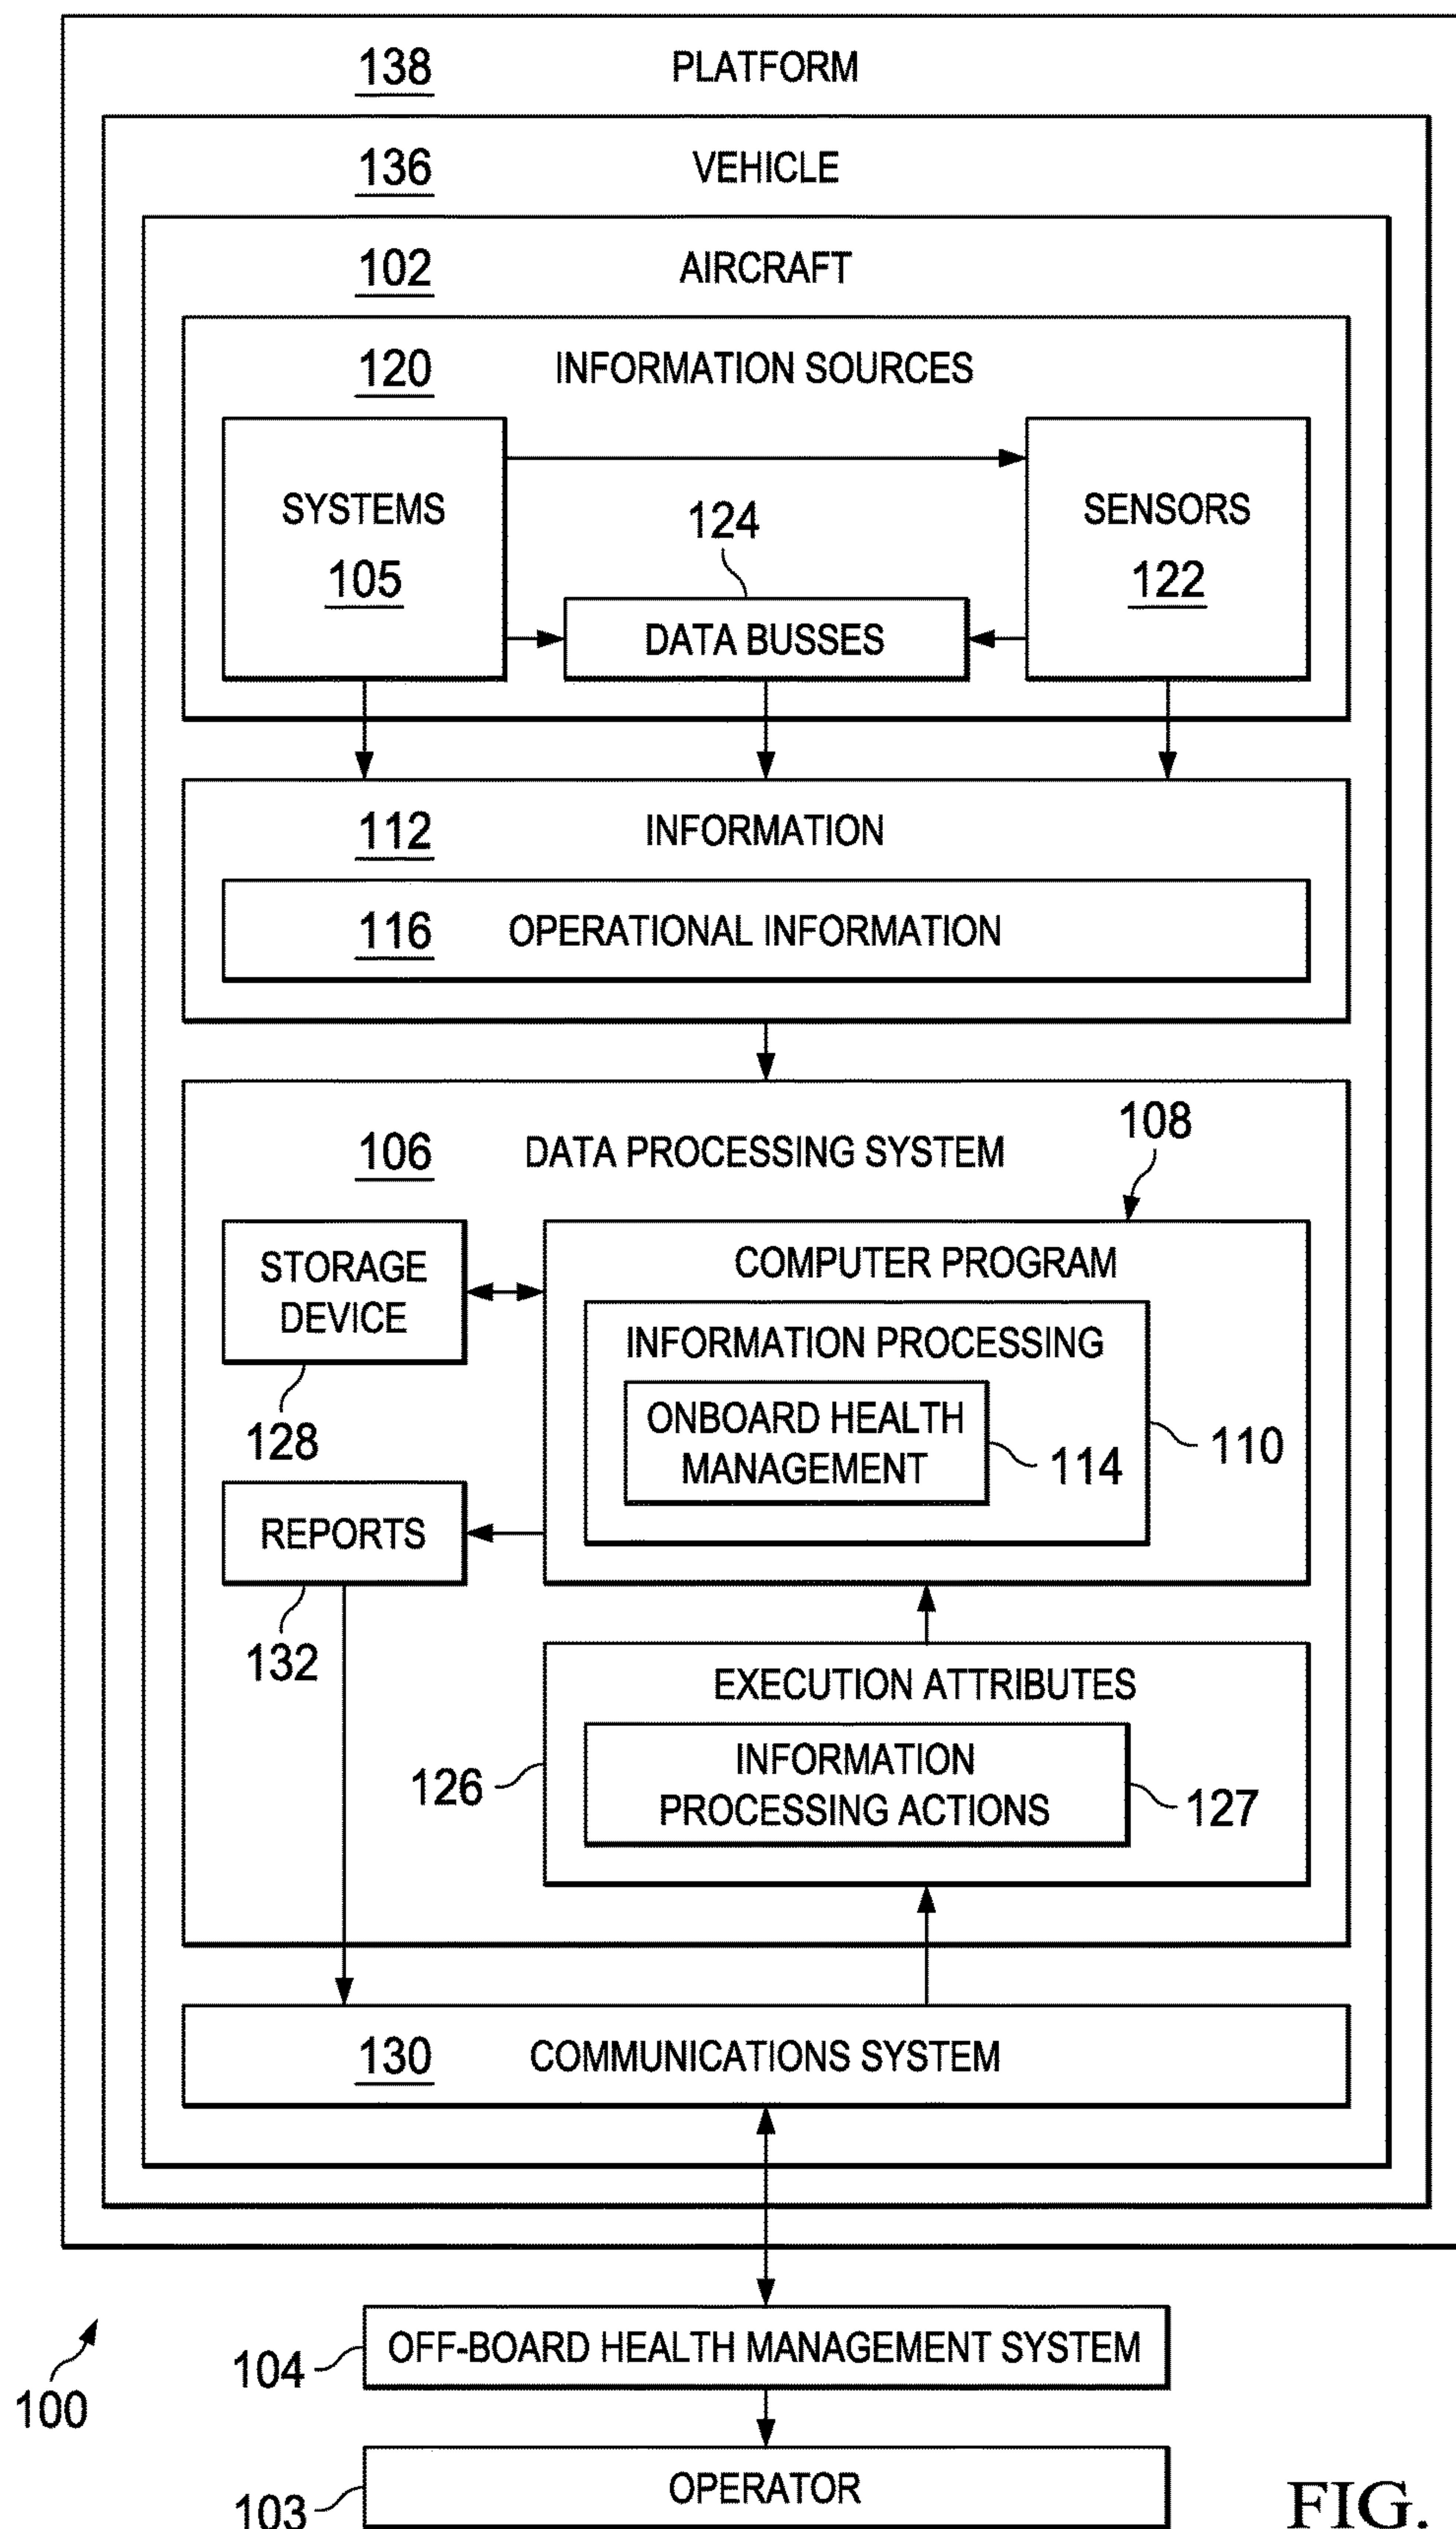 138 PLATFORM
136 VEHICLE
102 AIRCRAFT
120 INFORMATION SOURCES
SYSTEMS
105
124
DATA BUSSES
SENSORS
122
112 INFORMATION
116 OPERATIONAL INFORMATION
106 DATA PROCESSING SYSTEM
108
STORAGE
DEVICE
128
COMPUTER PROGRAM
INFORMATION PROCESSING
110
ONBOARD HEALTH
MANAGEMENT
114
REPORTS
132
EXECUTION ATTRIBUTES
126
INFORMATION
PROCESSING ACTIONS
127
130 COMMUNICATIONS SYSTEM
104 OFF-BOARD HEALTH MANAGEMENT SYSTEM
100
103 OPERATOR
FIG.